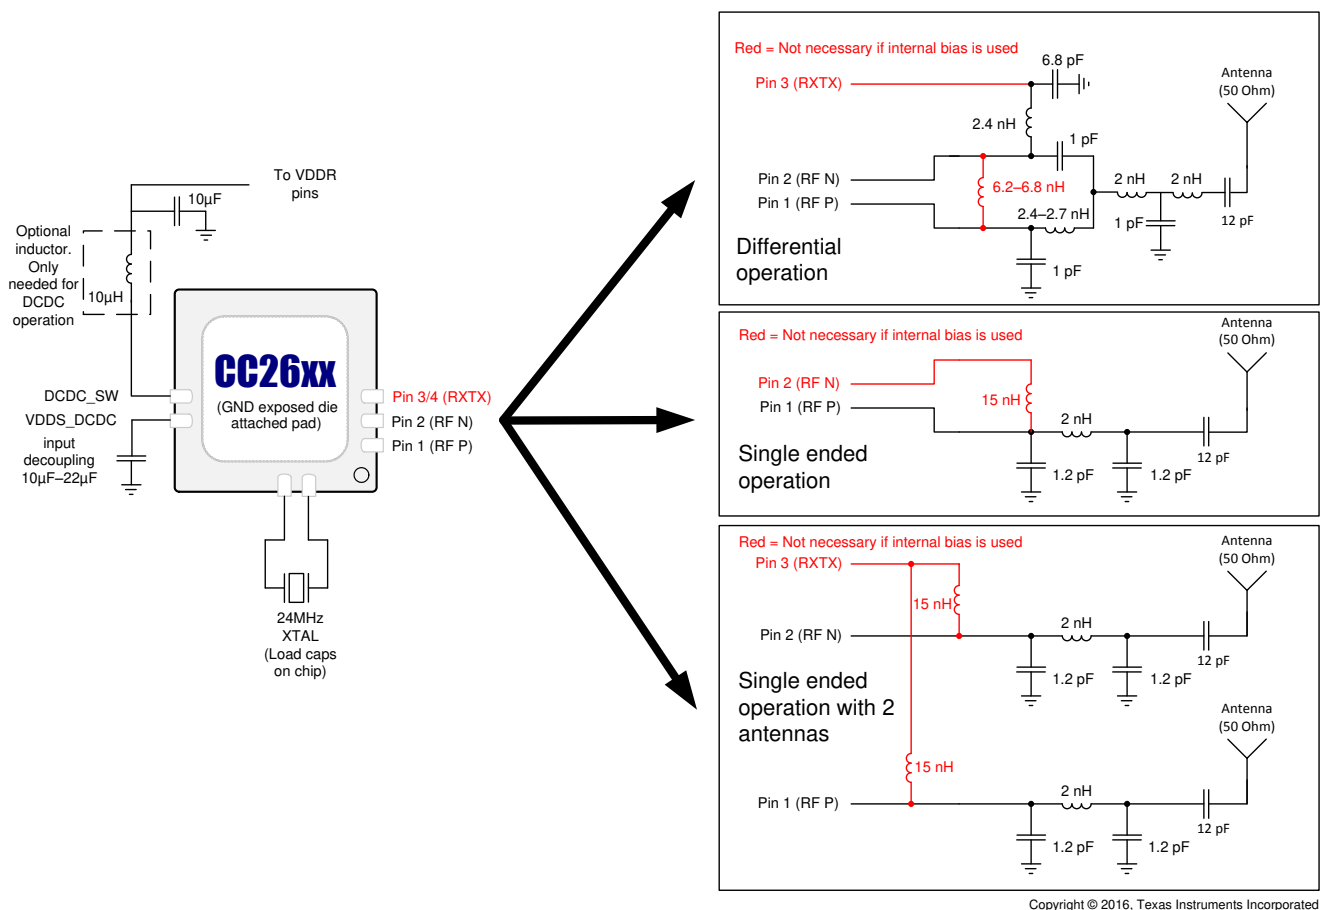 To VDDR
pins
10µF
Optional
inductor.
Only
needed for
DCDC
operation
10µH
CC26xx
(GND exposed die
attached pad)
DCDC_SW
VDDS_DCDC
input
decoupling
10µF–22µF
Pin 3/4 (RXTX)
Pin 2 (RF N)
Pin 1 (RF P)
24MHz
XTAL
(Load caps
on chip)
Red = Not necessary if internal bias is used
Pin 3 (RXTX)
6.8 pF
Antenna
(50 Ohm)
2.4 nH
1 pF
Pin 2 (RF N)
6.2–6.8 nH
2 nH
2 nH
Pin 1 (RF P)
2.4–2.7 nH
1 pF
12 pF
Differential
operation
1 pF
Red = Not necessary if internal bias is used
Antenna
(50 Ohm)
Pin 2 (RF N)
15 nH
Pin 1 (RF P)
2 nH
12 pF
Single ended
operation
1.2 pF
1.2 pF
Red = Not necessary if internal bias is used
Pin 3 (RXTX)
Antenna
(50 Ohm)
15 nH
Pin 2 (RF N)
2 nH
12 pF
1.2 pF
1.2 pF
Single ended
operation with 2
antennas
Antenna
(50 Ohm)
15 nH
Pin 1 (RF P)
2 nH
12 pF
1.2 pF
1.2 pF
Copyright © 2016, Texas Instruments Incorporated